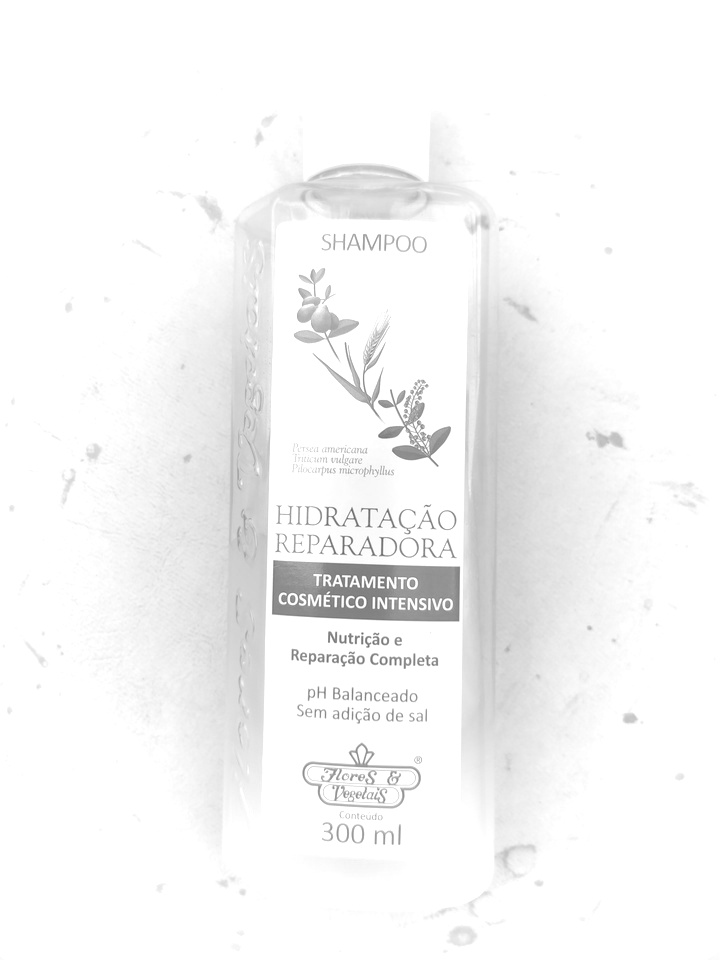 SHAMPOO
Persea americana
Triticum vulgare
Pilocarpus microphyllus
HIDRATAÇÃO
REPARADORA
TRATAMENTO
COSMÉTICO INTENSIVO
Nutrição e
Reparação Completa
pH Balanceado
Sem adição de sal
Flores &
Vegetais
®
Conteúdo
300 ml